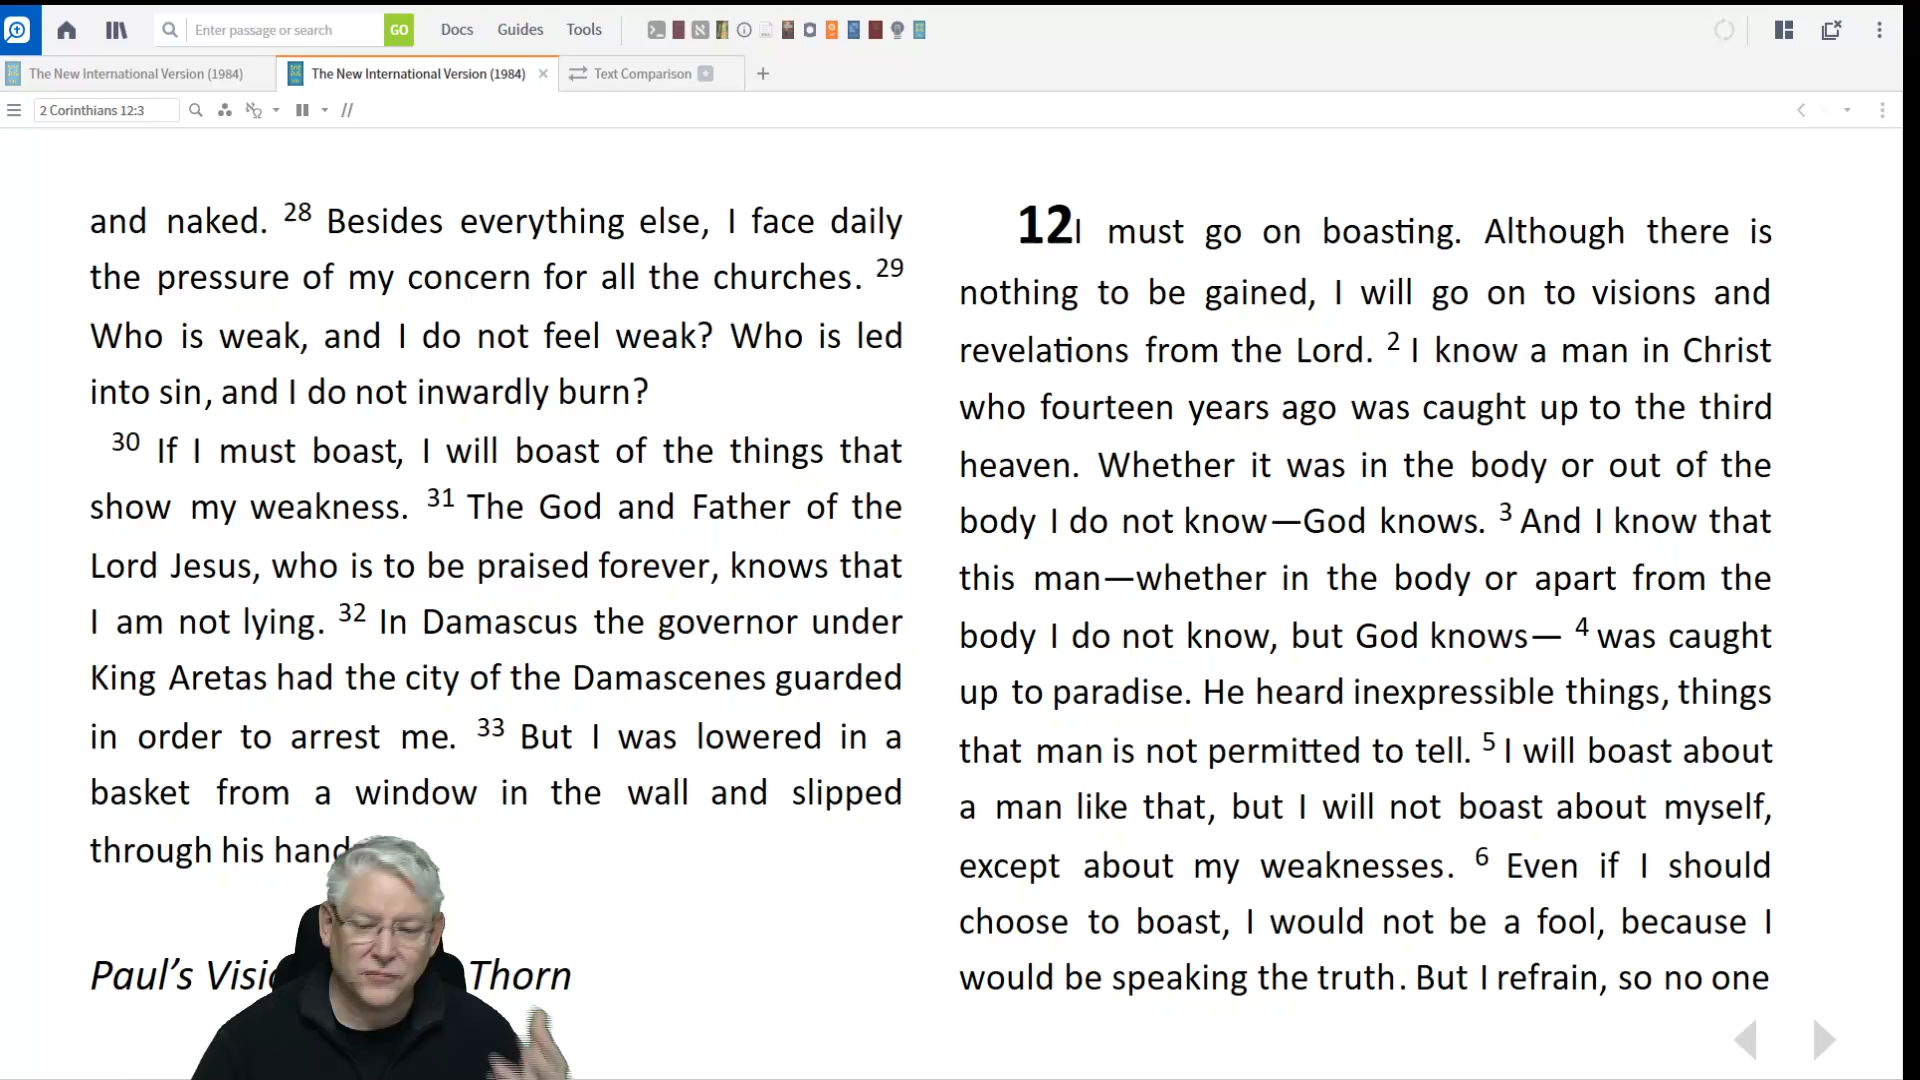 Enter passage or search
GO
Docs
Guides
Tools
The New International Version (1984)
The New International Version (1984)
Text Comparison
2 Corinthians 12:3
and naked. 28 Besides everything else, I face daily
the pressure of my concern for all the churches. 29
Who is weak, and I do not feel weak? Who is led
into sin, and I do not inwardly burn?
30 If I must boast, I will boast of the things that
show my weakness. 31 The God and Father of the
Lord Jesus, who is to be praised forever, knows that
I am not lying. 32 In Damascus the governor under
King Aretas had the city of the Damascenes guarded
in order to arrest me. 33 But I was lowered in a
basket from a window in the wall and slipped
through his hand
Paul's Thorn
12 I must go on boasting. Although there is
nothing to be gained, I will go on to visions and
revelations from the Lord. 2 I know a man in Christ
who fourteen years ago was caught up to the third
heaven. Whether it was in the body or out of the
body I do not know—God knows. 3 And I know that
this man—whether in the body or apart from the
body I do not know, but God knows— 4 was caught
up to paradise. He heard inexpressible things, things
that man is not permitted to tell. 5 I will boast about
a man like that, but I will not boast about myself,
except about my weaknesses. 6 Even if I should
choose to boast, I would not be a fool, because I
would be speaking the truth. But I refrain, so no one